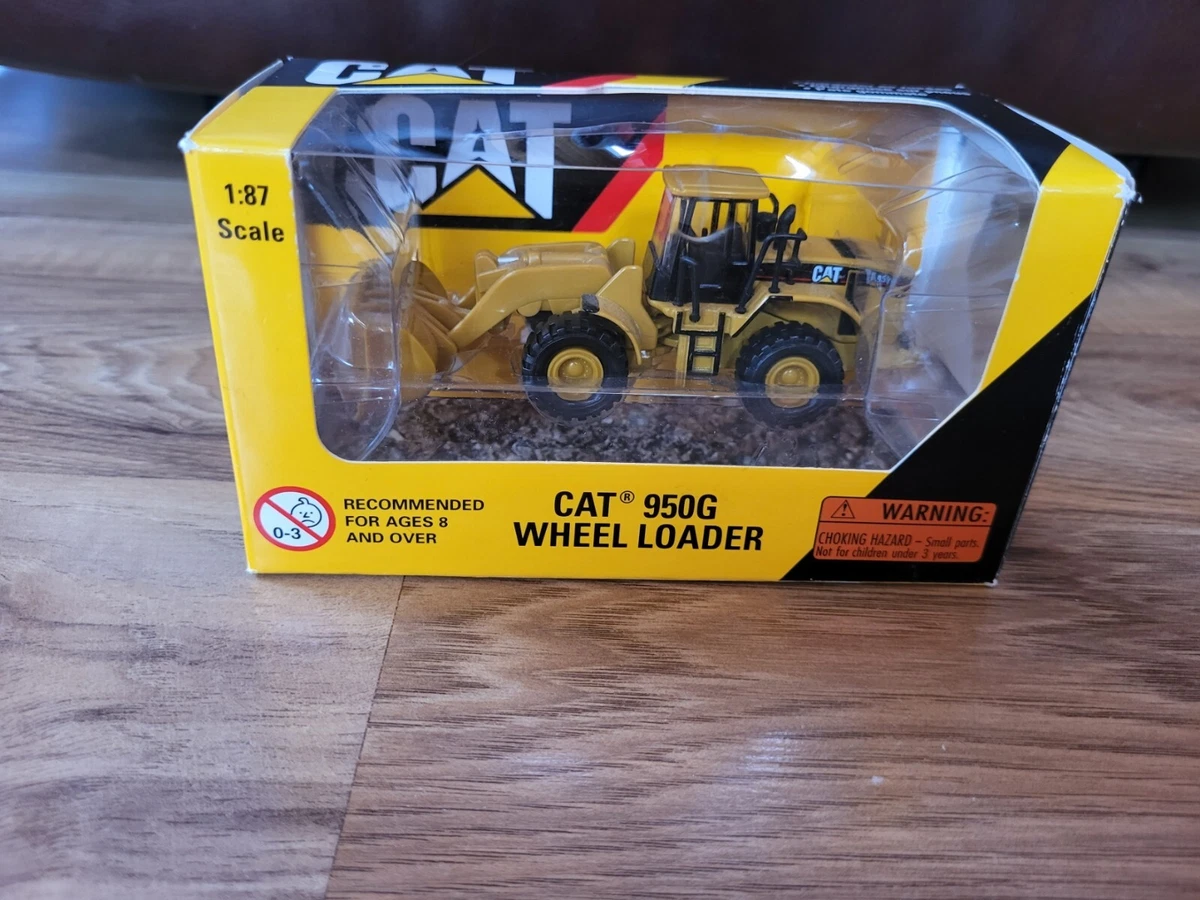 CAT
CAT
1:87
Scale
CAT
0-3
RECOMMENDED
FOR AGES 8
AND OVER
CAT® 950G
WHEEL LOADER
WARNING:
CHOKING HAZARD – Small parts.
Not for children under 3 years.